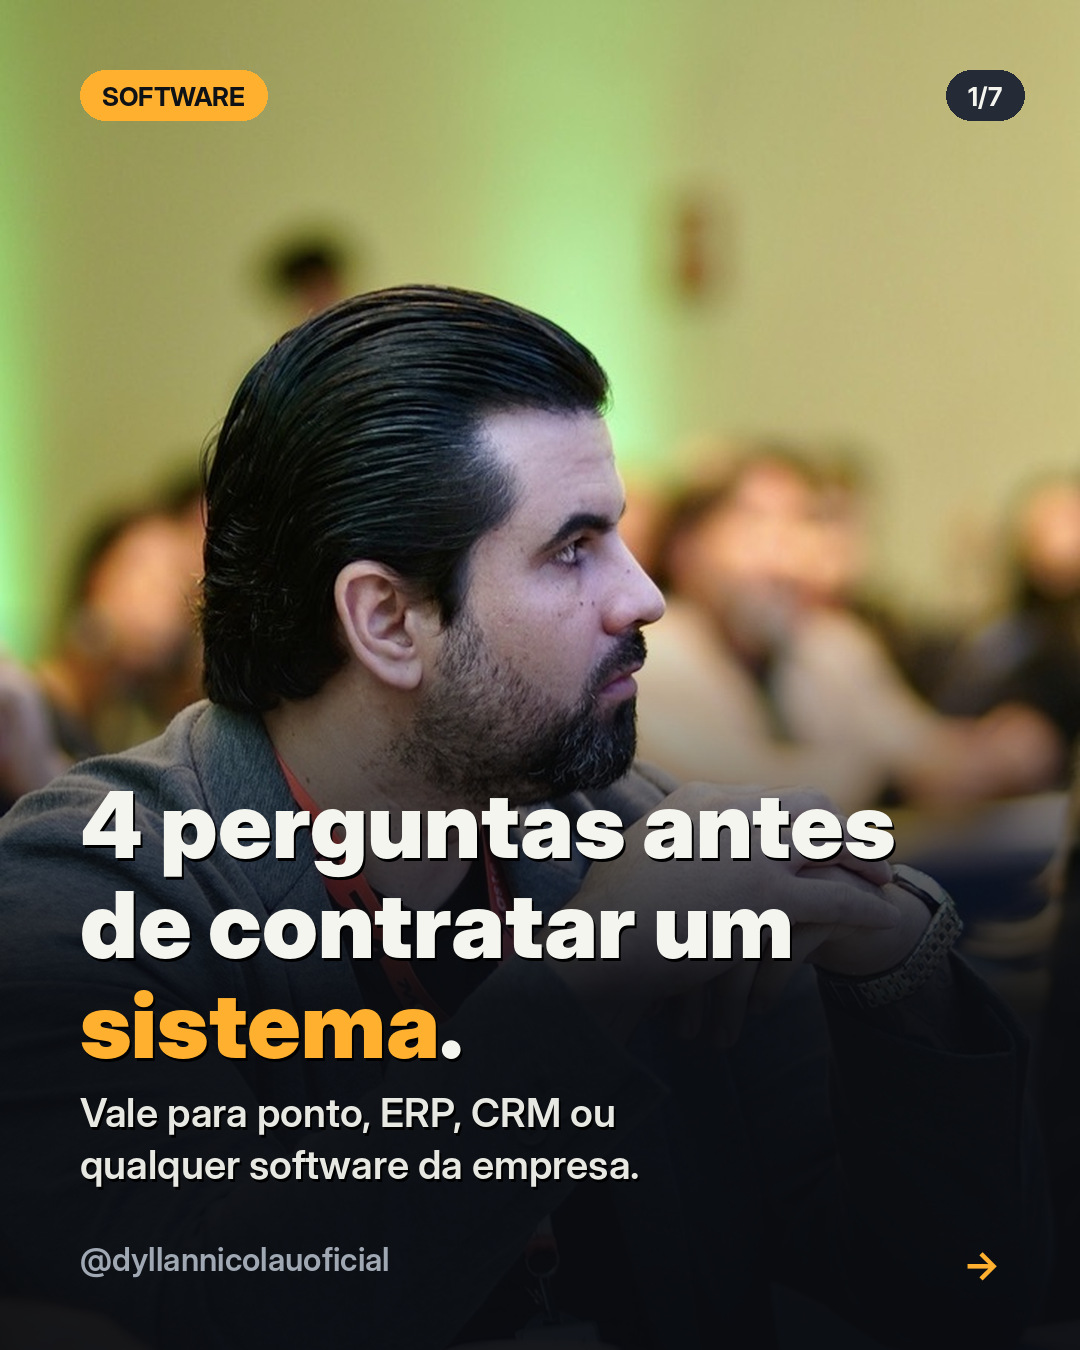 SOFTWARE
1/7
4 perguntas antes
de contratar um
sistema.
Vale para ponto, ERP, CRM ou
qualquer software da empresa.
@dyllannicolauoficial
→